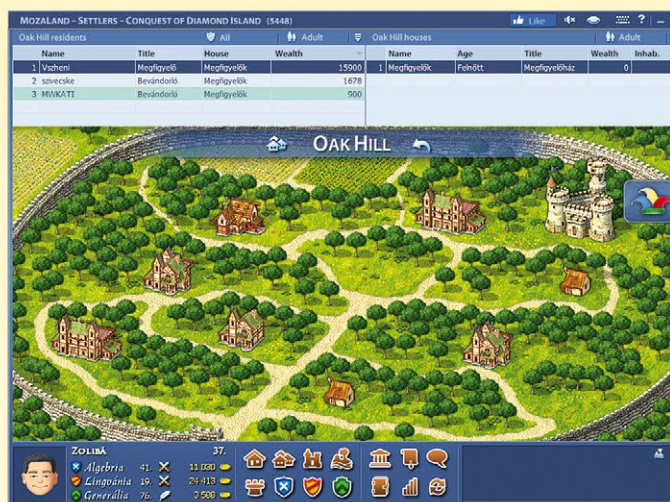 MOZALAND – SETTLERS – CONQUEST OF DIAMOND ISLAND (5448) Like ?
Oak Hill residents All Adult
Name Title House Wealth
1 Vszheni Megfigyelő Megfigyelők 15900
2 szivecske Bevándorló Megfigyelők 1678
3 MWKATI Bevándorló Megfigyelők 900
Oak Hill houses Adult
Name Age Title Wealth Inhab.
1 Megfigyelők Felnőtt Megfigyelőház 0
OAK HILL
ZOLIBÁ 37.
Algebria 41. 11 030
Lingvánia 19. 24 413
Generália 76. 3 500